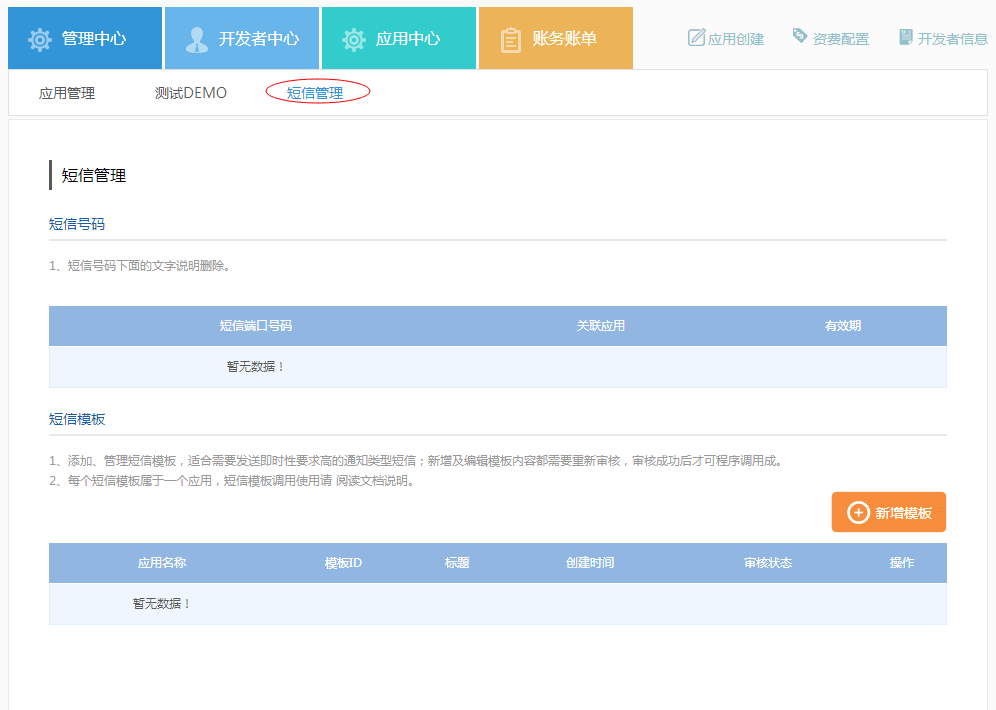 管理中心 开发者中心 应用中心 账务账单 应用创建 资费配置 开发者信息
应用管理 测试DEMO 短信管理
短信管理
短信号码
1、短信号码下面的文字说明删除。
短信端口号码 关联应用 有效期
暂无数据！
短信模板
1、添加、管理短信模板，适合需要发送即时性要求高的通知类型短信；新增及编辑模板内容都需要重新审核，审核成功后才可程序调用成。
2、每个短信模板属于一个应用，短信模板调用使用请 阅读文档说明。
新增模板
应用名称 模板ID 标题 创建时间 审核状态 操作
暂无数据！